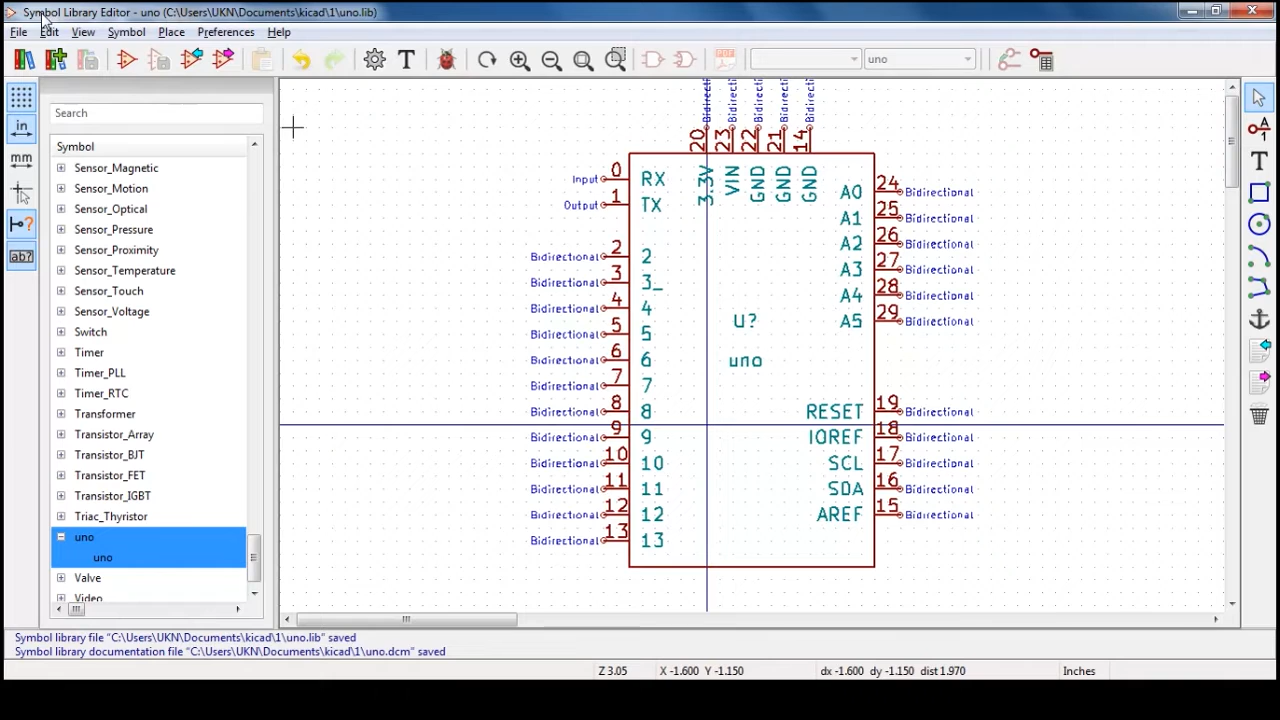 Symbol Library Editor - uno (C:\Users\UKN\Documents\kicad\1\uno.lib)
File Edit View Symbol Place Preferences Help
T PDF uno
in
mm
ab?
T
Search
Symbol
Sensor_Magnetic
Sensor_Motion
Sensor_Optical
Sensor_Pressure
Sensor_Proximity
Sensor_Temperature
Sensor_Touch
Sensor_Voltage
Switch
Timer
Timer_PLL
Timer_RTC
Transformer
Transistor_Array
Transistor_BJT
Transistor_FET
Transistor_IGBT
Triac_Thyristor
uno
uno
Valve
Video
Bidirecti Bidirecti Bidirecti Bidirecti Bidirecti
20 23 22 21 14
3.3V VIN GND GND GND
Input 0 RX
Output 1 TX
Bidirectional 2 2
Bidirectional 3 3_
Bidirectional 4 4
Bidirectional 5 5
Bidirectional 6 6
Bidirectional 7 7
Bidirectional 8 8
Bidirectional 9 9
Bidirectional 10 10
Bidirectional 11 11
Bidirectional 12 12
Bidirectional 13 13
U?
uno
A0 24 Bidirectional
A1 25 Bidirectional
A2 26 Bidirectional
A3 27 Bidirectional
A4 28 Bidirectional
A5 29 Bidirectional
RESET 19 Bidirectional
IOREF 18 Bidirectional
SCL 17 Bidirectional
SDA 16 Bidirectional
AREF 15 Bidirectional
Symbol library file "C:\Users\UKN\Documents\kicad\1\uno.lib" saved
Symbol library documentation file "C:\Users\UKN\Documents\kicad\1\uno.dcm" saved
Z 3.05 X -1.600 Y -1.150 dx -1.600 dy -1.150 dist 1.970 Inches